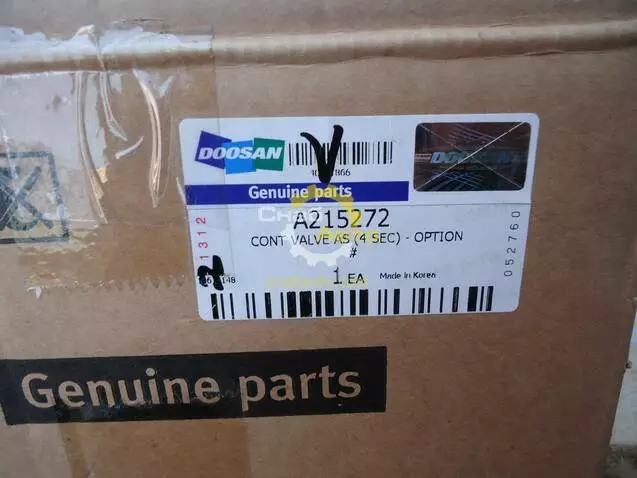 DOOSAN
V
Genuine parts
A215272
CONT VALVE AS (4 SEC) - OPTION
#
1 EA Made in Korea
052760
Genuine parts